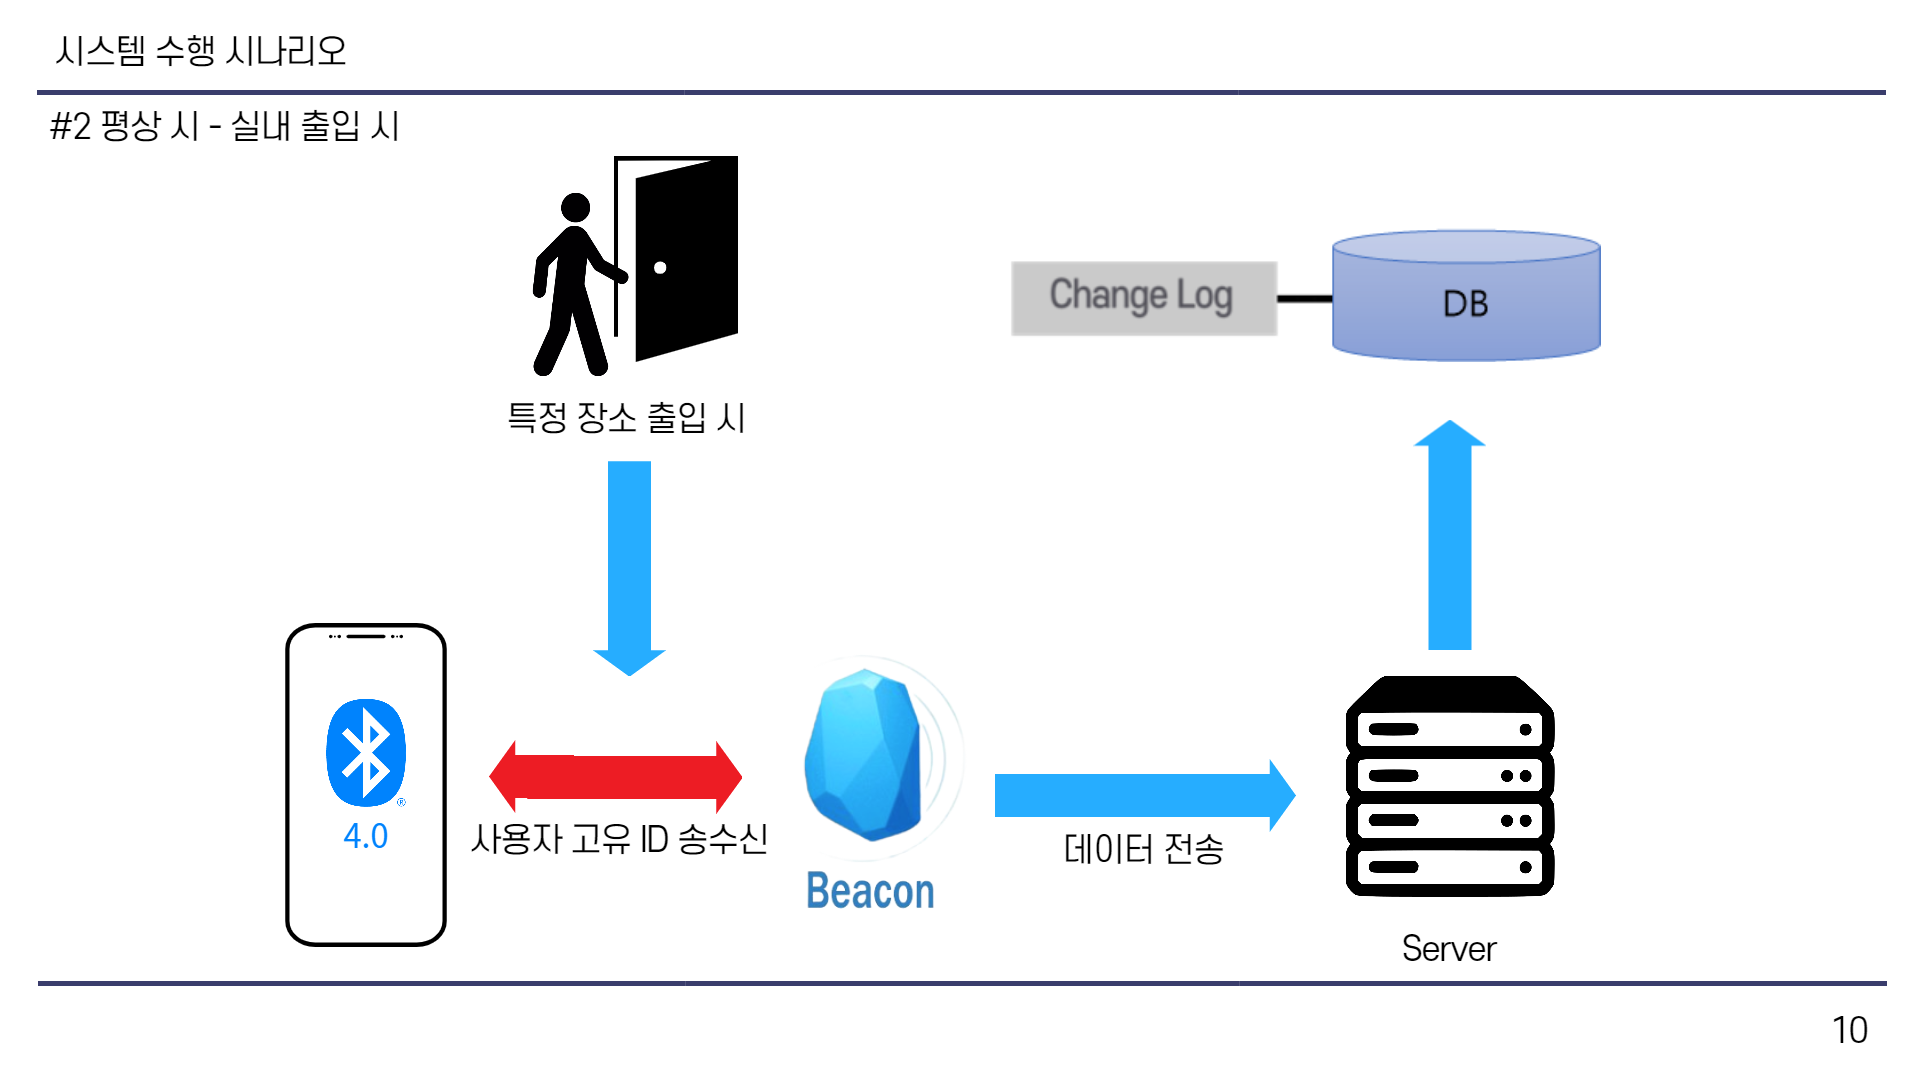 시스템 수행 시나리오
#2 평상 시 - 실내 출입 시
Change Log
DB
특정 장소 출입 시
4.0
사용자 고유 ID 송수신
Beacon
데이터 전송
Server
10